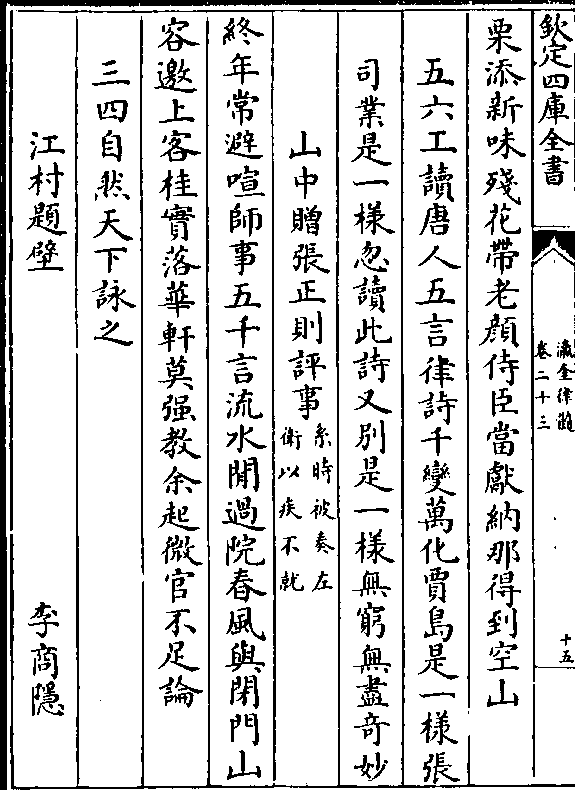 欽定四庫全書
瀛奎律髓
卷二十三
十五
栗添新味殘花帶老顔侍臣當獻納那得到空山
五六工讀唐人五言律詩千變萬化賈島是一樣張
司業是一樣忽讀此詩又別是一樣無窮無盡竒妙
山中贈張正則評事系時被奏左
衛以疾不就
終年常避喧師事五千言流水閒過院春風與閉門山
容邀上客桂實落華軒莫强教余起微官不足論
三四自然天下詠之
江村題壁
李商隱